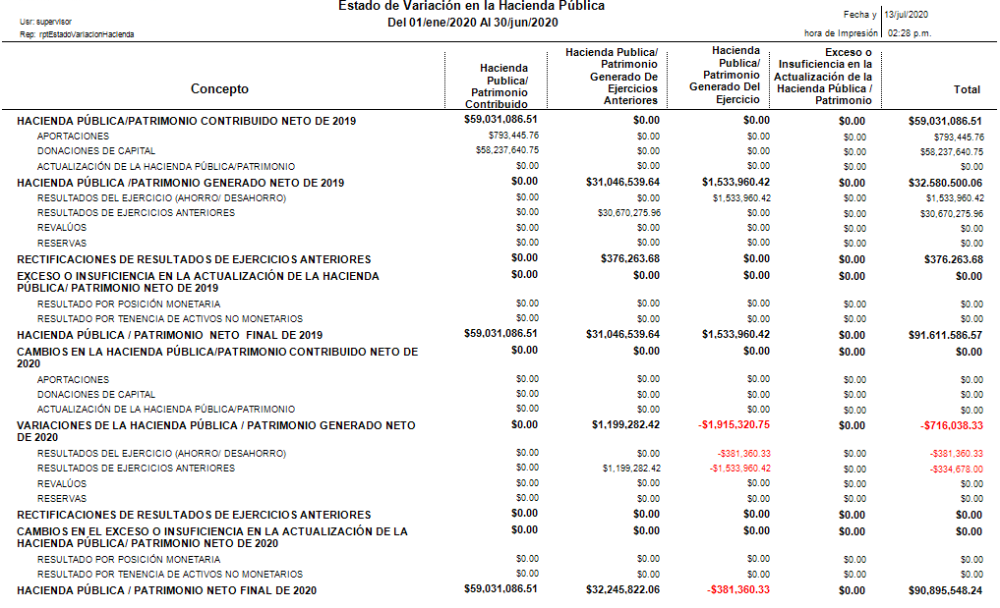 Estado de Variación en la Hacienda Pública
Usr: supervisor Del 01/ene/2020 Al 30/jun/2020 Fecha y 13/jul/2020
Rep: rptEstadoVariacionHacienda hora de Impresión 02:28 p.m.
Concepto
Hacienda
Publica/
Patrimonio
Contribuido
Hacienda Publica/
Patrimonio
Generado De
Ejercicios
Anteriores
Hacienda
Publica/
Patrimonio
Generado Del
Ejercicio
Exceso o
Insuficiencia en la
Actualización de la
Hacienda Pública /
Patrimonio
Total
HACIENDA PÚBLICA/PATRIMONIO CONTRIBUIDO NETO DE 2019 $59,031,086.51 $0.00 $0.00 $0.00 $59,031,086.51
APORTACIONES $793,445.76 $0.00 $0.00 $0.00 $793,445.76
DONACIONES DE CAPITAL $58,237,640.75 $0.00 $0.00 $0.00 $58,237,640.75
ACTUALIZACIÓN DE LA HACIENDA PÚBLICA/PATRIMONIO $0.00 $0.00 $0.00 $0.00 $0.00
HACIENDA PÚBLICA /PATRIMONIO GENERADO NETO DE 2019 $0.00 $31,046,539.64 $1,533,960.42 $0.00 $32.580.500.06
RESULTADOS DEL EJERCICIO (AHORRO/ DESAHORRO) $0.00 $0.00 $1,533,960.42 $0.00 $1,533,960.42
RESULTADOS DE EJERCICIOS ANTERIORES $0.00 $30,670,275.96 $0.00 $0.00 $30,670,275.96
REVALÚOS $0.00 $0.00 $0.00 $0.00 $0.00
RESERVAS $0.00 $0.00 $0.00 $0.00 $0.00
RECTIFICACIONES DE RESULTADOS DE EJERCICIOS ANTERIORES $0.00 $376,263.68 $0.00 $0.00 $376.263.68
EXCESO O INSUFICIENCIA EN LA ACTUALIZACIÓN DE LA HACIENDA $0.00 $0.00 $0.00 $0.00 $0.00
PÚBLICA/ PATRIMONIO NETO DE 2019
RESULTADO POR POSICIÓN MONETARIA $0.00 $0.00 $0.00 $0.00 $0.00
RESULTADO POR TENENCIA DE ACTIVOS NO MONETARIOS $0.00 $0.00 $0.00 $0.00 $0.00
HACIENDA PÚBLICA / PATRIMONIO NETO FINAL DE 2019 $59,031,086.51 $31,046,539.64 $1,533,960.42 $0.00 $91.611.586.57
CAMBIOS EN LA HACIENDA PÚBLICA/PATRIMONIO CONTRIBUIDO NETO DE $0.00 $0.00 $0.00 $0.00 $0.00
2020
APORTACIONES $0.00 $0.00 $0.00 $0.00 $0.00
DONACIONES DE CAPITAL $0.00 $0.00 $0.00 $0.00 $0.00
ACTUALIZACIÓN DE LA HACIENDA PÚBLICA/PATRIMONIO $0.00 $0.00 $0.00 $0.00 $0.00
VARIACIONES DE LA HACIENDA PÚBLICA / PATRIMONIO GENERADO NETO $0.00 $1,199,282.42 -$1,915,320.75 $0.00 -$716,038.33
DE 2020
RESULTADOS DEL EJERCICIO (AHORRO/ DESAHORRO) $0.00 $0.00 -$381,360.33 $0.00 -$381,360.33
RESULTADOS DE EJERCICIOS ANTERIORES $0.00 $1,199,282.42 -$1,533,960.42 $0.00 -$334,678.00
REVALÚOS $0.00 $0.00 $0.00 $0.00 $0.00
RESERVAS $0.00 $0.00 $0.00 $0.00 $0.00
RECTIFICACIONES DE RESULTADOS DE EJERCICIOS ANTERIORES $0.00 $0.00 $0.00 $0.00 $0.00
CAMBIOS EN EL EXCESO O INSUFICIENCIA EN LA ACTUALIZACIÓN DE LA $0.00 $0.00 $0.00 $0.00 $0.00
HACIENDA PÚBLICA/ PATRIMONIO NETO DE 2020
RESULTADO POR POSICIÓN MONETARIA $0.00 $0.00 $0.00 $0.00 $0.00
RESULTADO POR TENENCIA DE ACTIVOS NO MONETARIOS $0.00 $0.00 $0.00 $0.00 $0.00
HACIENDA PÚBLICA / PATRIMONIO NETO FINAL DE 2020 $59,031,086.51 $32,245,822.06 -$381,360.33 $0.00 $90,895,548.24